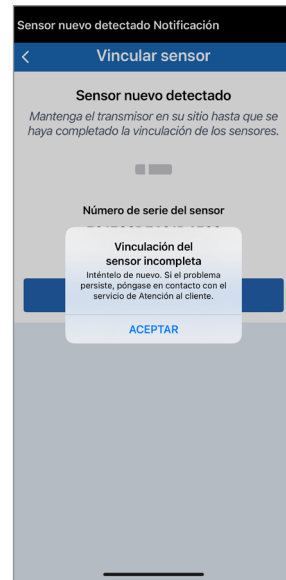 Sensor nuevo detectado Notificación
Vincular sensor
Sensor nuevo detectado
Mantenga el transmisor en su sitio hasta que se
haya completado la vinculación de los sensores.
Número de serie del sensor
Vinculación del
sensor incompleta
Inténtelo de nuevo. Si el problema
persiste, póngase en contacto con el
servicio de Atención al cliente.
ACEPTAR